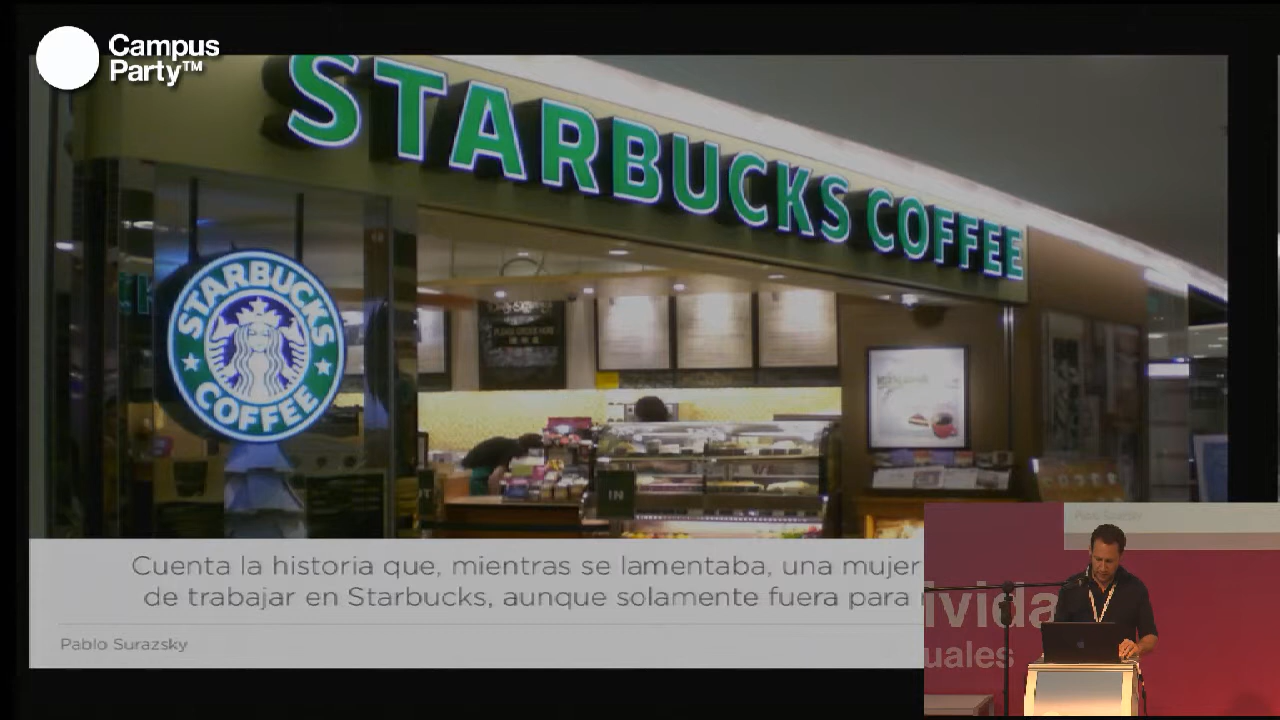 Campus
Party™
STARBUCKS COFFEE
STARBUCKS
COFFEE
IN
Cuenta la historia que, mientras se lamentaba, una mujer
de trabajar en Starbucks, aunque solamente fuera para
Pablo Surazsky
ivida
uales